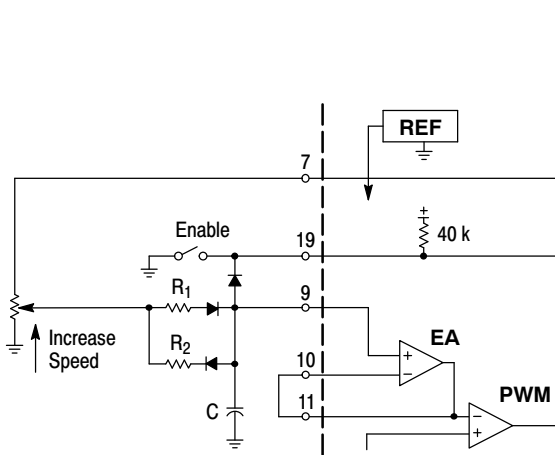 REF
7
Enable
19
+
40 k
R1
9
Increase
Speed
EA
+
−
R2
10
PWM
11
−
+
C